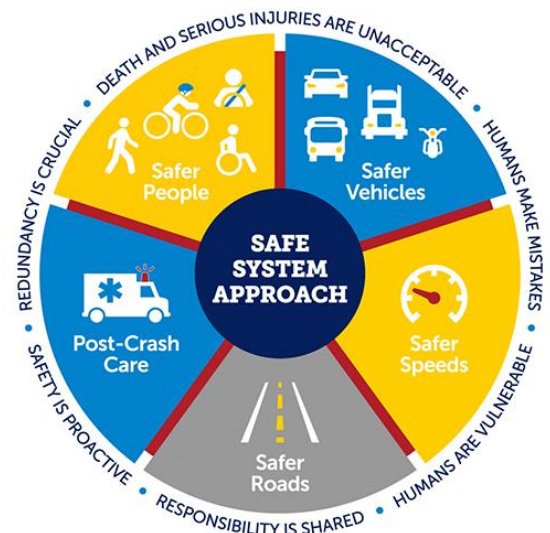 DEATH AND SERIOUS INJURIES ARE UNACCEPTABLE
HUMANS MAKE MISTAKES
HUMANS ARE VULNERABLE
RESPONSIBILITY IS SHARED
SAFETY IS PROACTIVE
REDUNDANCY IS CRUCIAL
Safer
People
Safer
Vehicles
SAFE
SYSTEM
APPROACH
Post-Crash
Care
Safer
Speeds
Safer
Roads